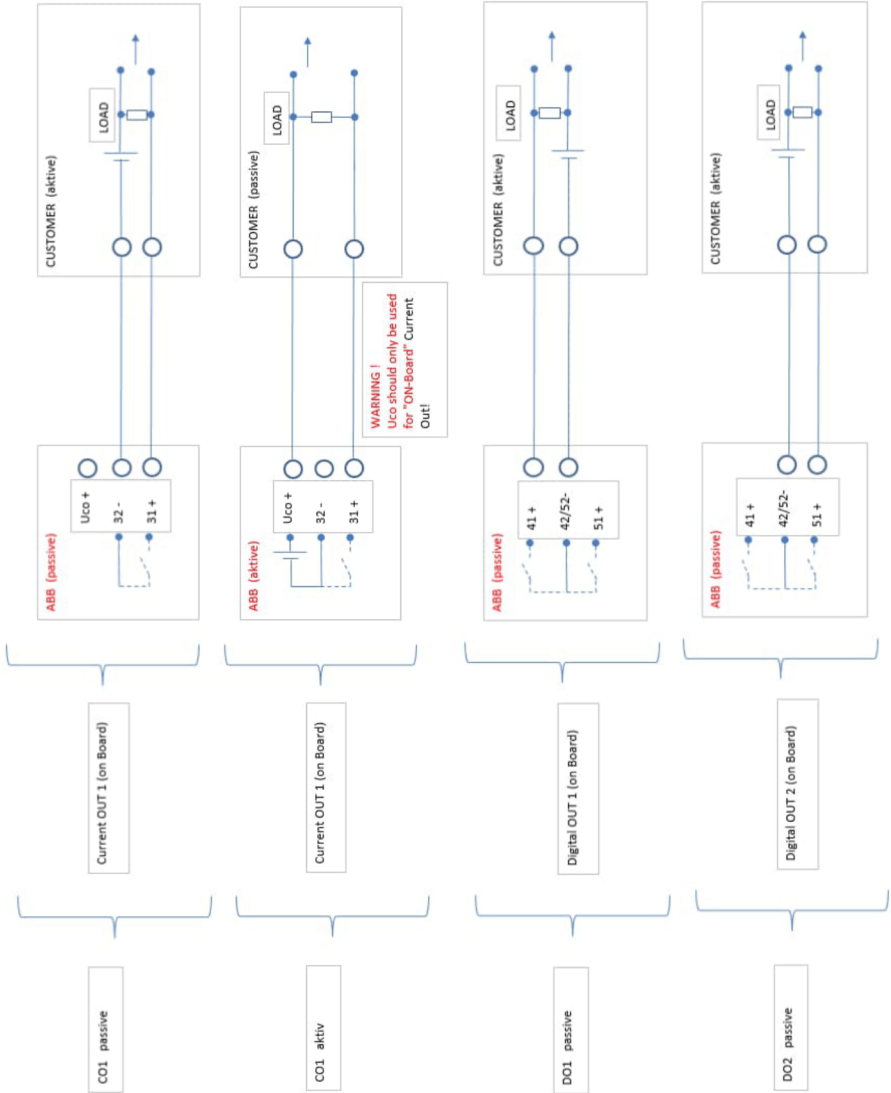 CO1 passive
Current OUT 1 (on Board)
ABB (passive)
Uco +
32 -
31 +
CUSTOMER (aktive)
LOAD
CO1 aktiv
Current OUT 1 (on Board)
ABB (aktive)
Uco +
32 -
31 +
CUSTOMER (passive)
LOAD
WARNING !
Uco should only be used
for "ON-Board" Current
Out!
DO1 passive
Digital OUT 1 (on Board)
ABB (passive)
41 +
42/52-
51 +
CUSTOMER (aktive)
LOAD
DO2 passive
Digital OUT 2 (on Board)
ABB (passive)
41 +
42/52-
51 +
CUSTOMER (aktive)
LOAD